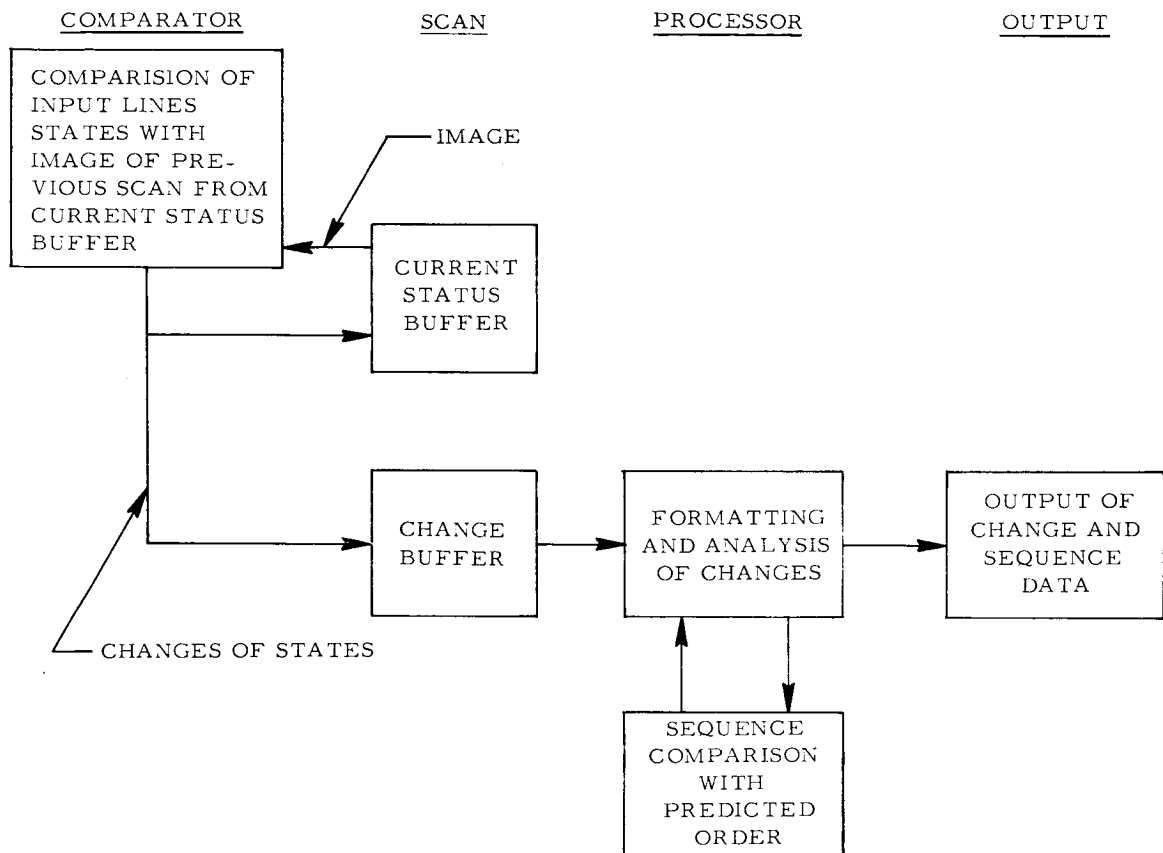 COMPARATOR
SCAN
PROCESSOR
OUTPUT
COMPARISION OF
INPUT LINES
STATES WITH
IMAGE OF PRE-
VIOUS SCAN FROM
CURRENT STATUS
BUFFER
IMAGE
CURRENT
STATUS
BUFFER
CHANGE
BUFFER
FORMATTING
AND ANALYSIS
OF CHANGES
OUTPUT OF
CHANGE AND
SEQUENCE
DATA
CHANGES OF STATES
SEQUENCE
COMPARISON
WITH
PREDICTED
ORDER